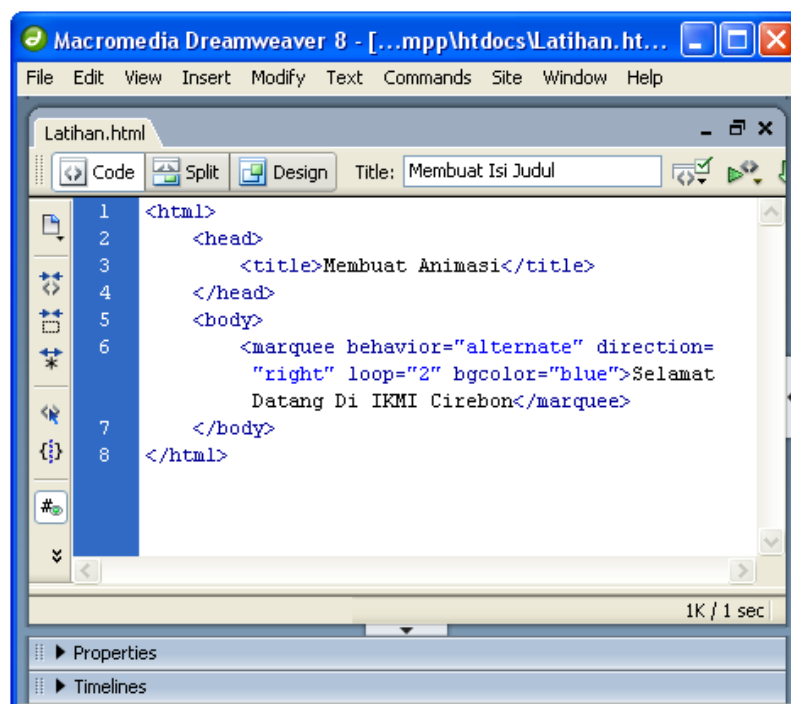 Macromedia Dreamweaver 8 - [...mpp\htdocs\Latihan.ht...
File Edit View Insert Modify Text Commands Site Window Help
Latihan.html
Code Split Design Title: Membuat Isi Judul
1 <html>
2 <head>
3 <title>Membuat Animasi</title>
4 </head>
5 <body>
6 <marquee behavior="alternate" direction=
"right" loop="2" bgcolor="blue">Selamat
Datang Di IKMI Cirebon</marquee>
7 </body>
8 </html>
1K / 1 sec
Properties
Timelines